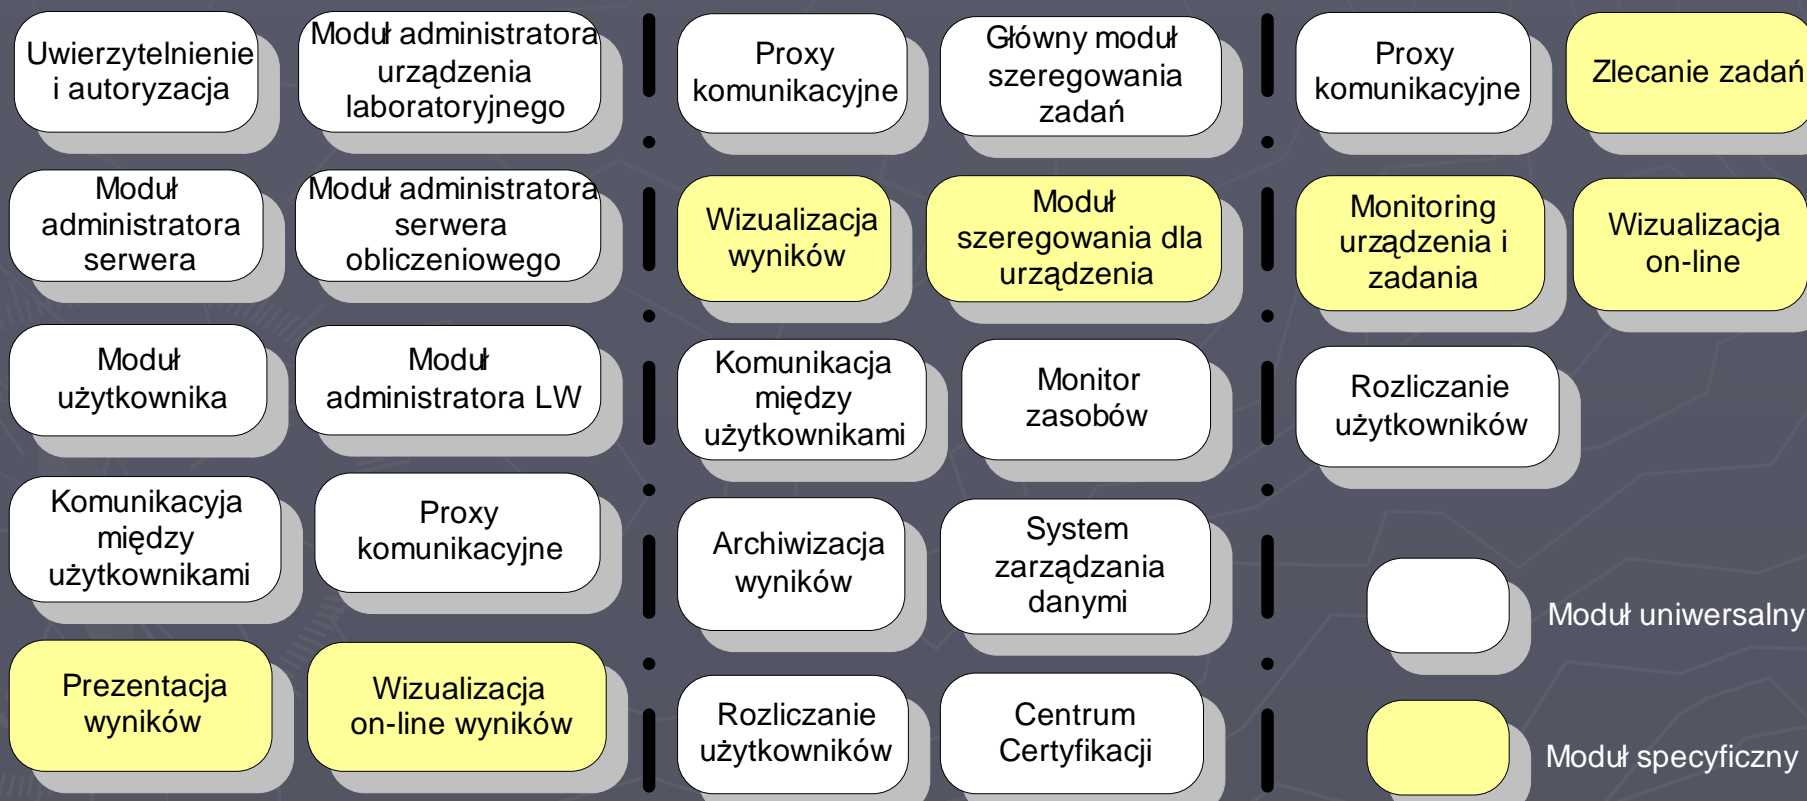 Uwierzytelnienie
i autoryzacja
Moduł administratora
urządzenia
laboratoryjnego
Moduł
administratora
serwera
Moduł administratora
serwera
obliczeniowego
Moduł
użytkownika
Moduł
administratora LW
Komunikacyja
między
użytkownikami
Proxy
komunikacyjne
Prezentacja
wyników
Wizualizacja
on-line wyników
Proxy
komunikacyjne
Główny moduł
szeregowania
zadań
Wizualizacja
wyników
Moduł
szeregowania dla
urządzenia
Komunikacja
między
użytkownikami
Monitor
zasobów
Archiwizacja
wyników
System
zarządzania
danymi
Rozliczanie
użytkowników
Centrum
Certyfikacji
Proxy
komunikacyjne
Zlecanie zadań
Monitoring
urządzenia i
zadania
Wizualizacja
on-line
Rozliczanie
użytkowników
Moduł uniwersalny
Moduł specyficzny